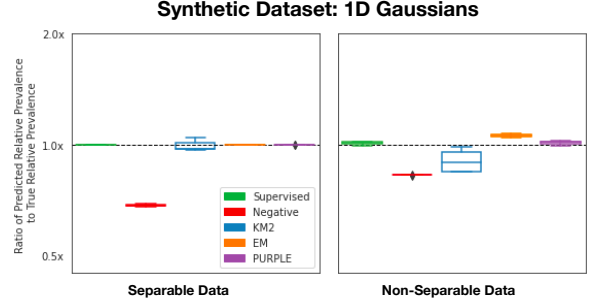 Synthetic Dataset: 1D Gaussians
Ratio of Predicted Relative Prevalence
to True Relative Prevalence
2.0x
1.0x
0.5x
Supervised
Negative
KM2
EM
PURPLE
Separable Data
Non-Separable Data